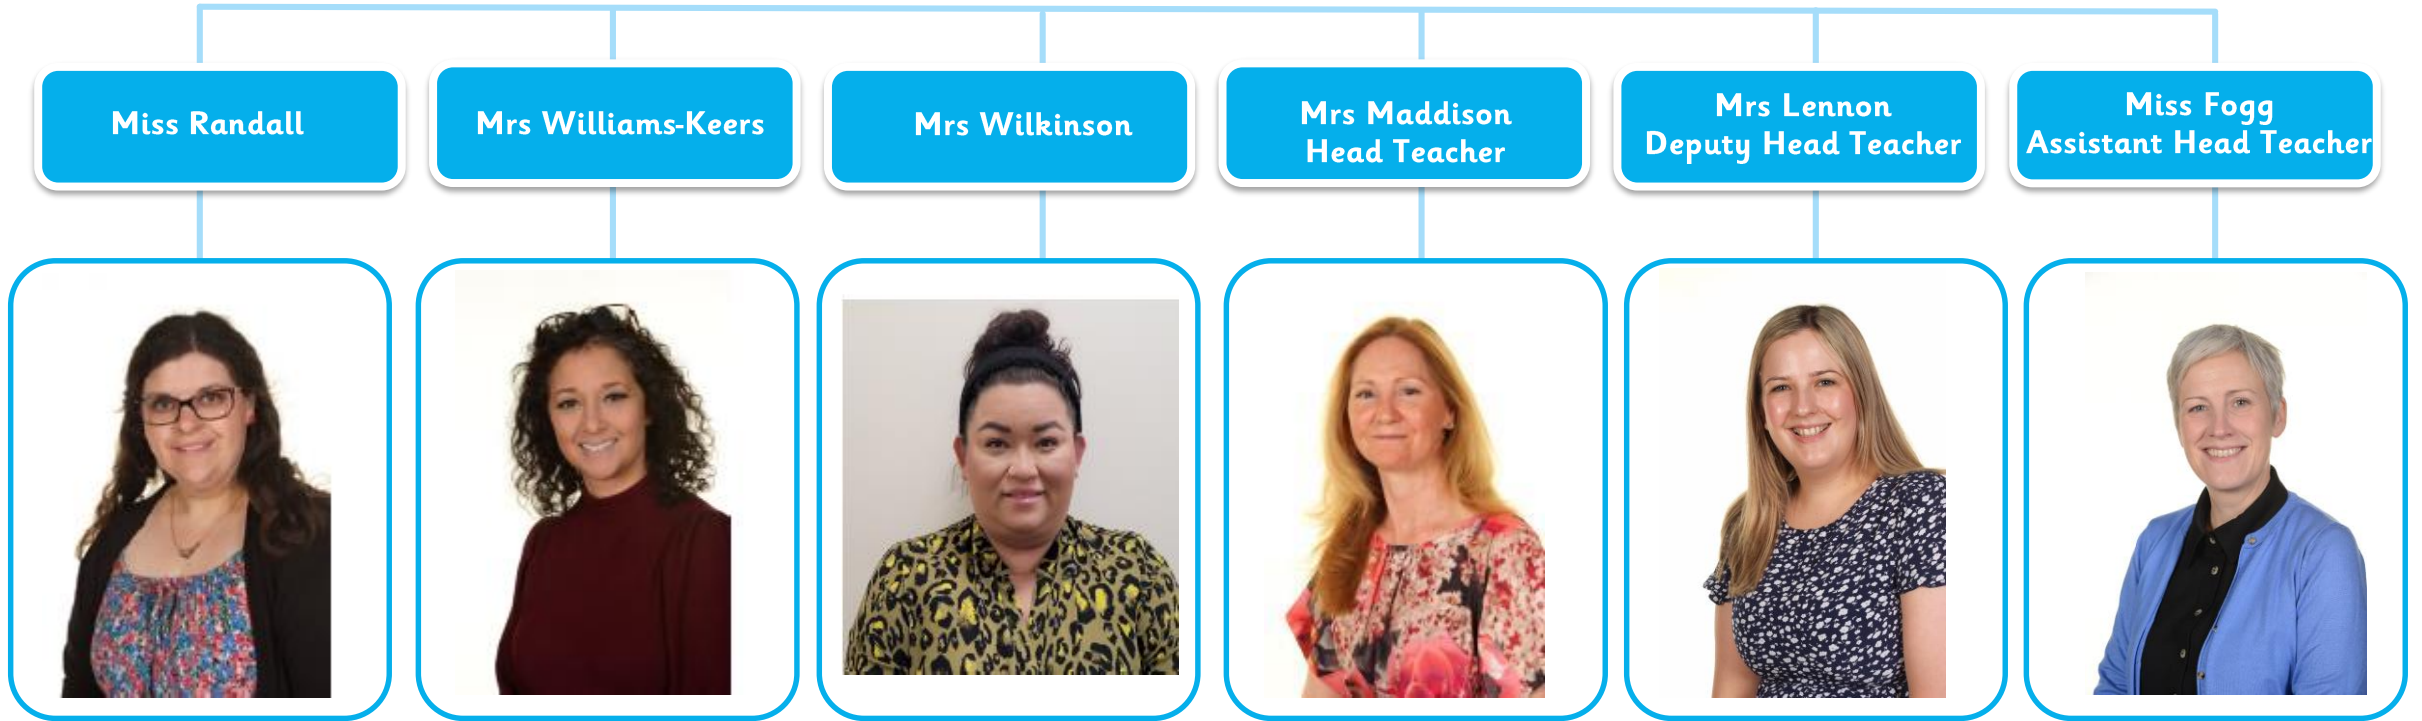 Miss Randall
Mrs Williams-Keers
Mrs Wilkinson
Mrs Maddison
Head Teacher
Mrs Lennon
Deputy Head Teacher
Miss Fogg
Assistant Head Teacher